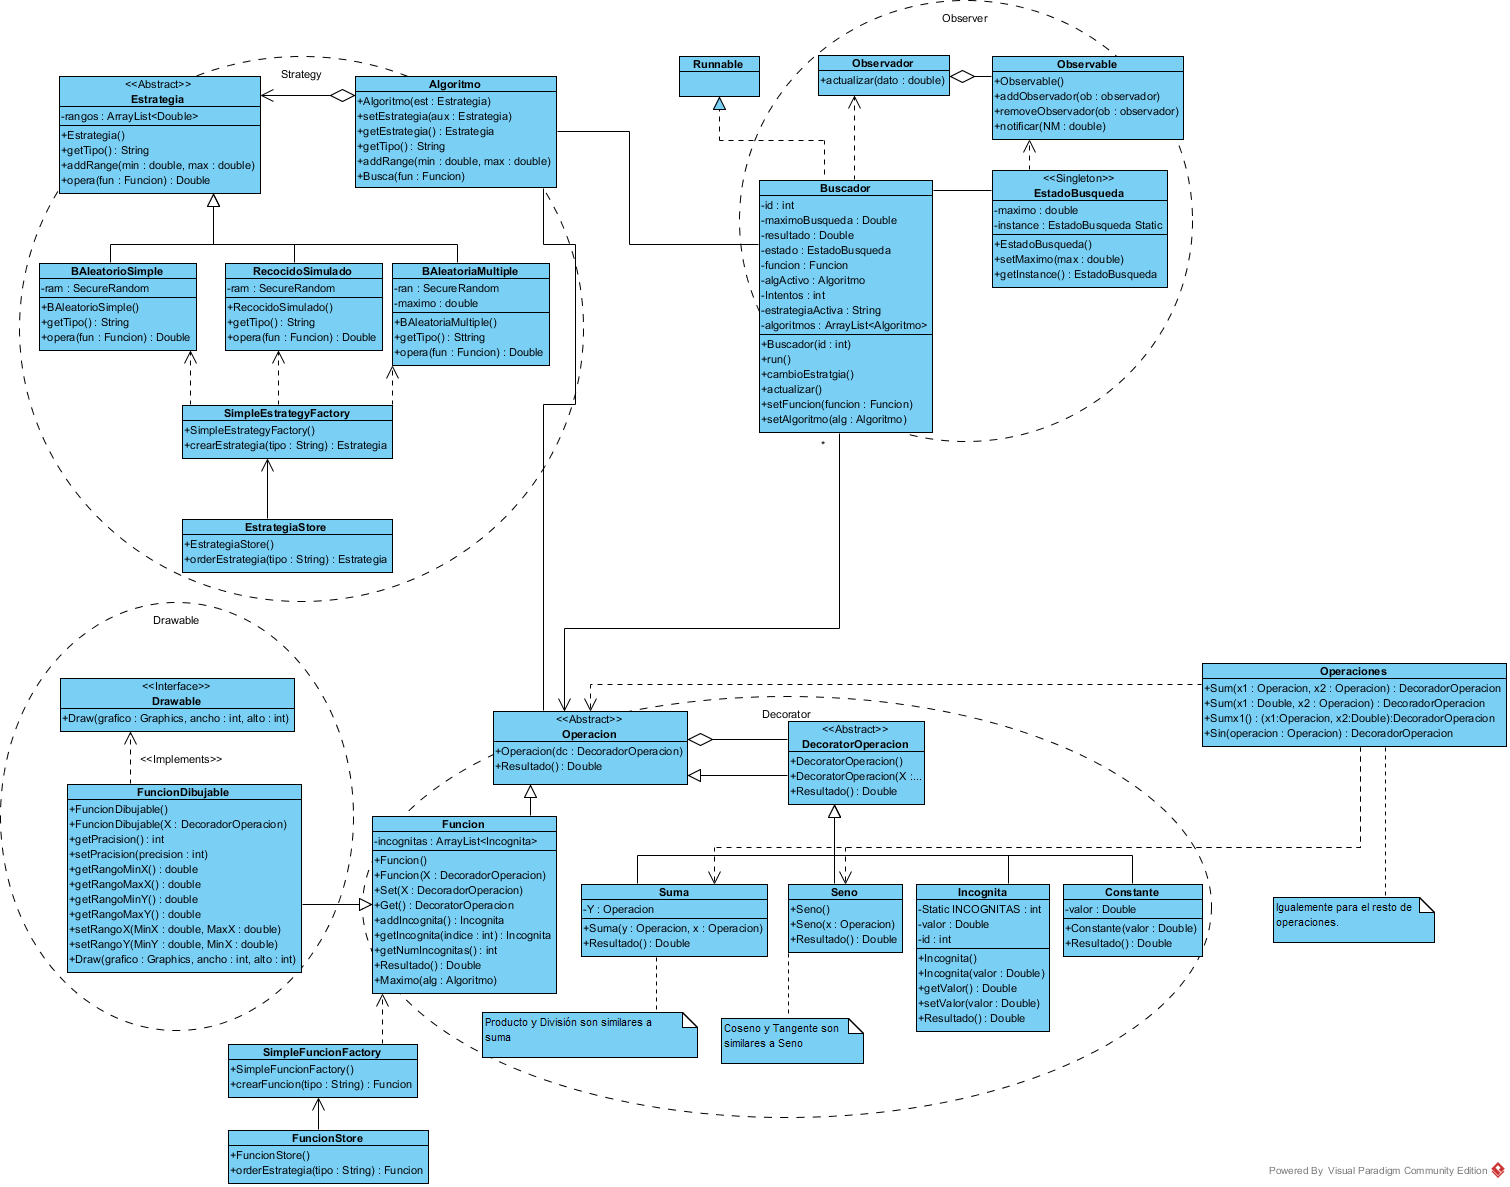 Observer
Strategy
<<Abstract>>
Estrategia
-rangos : ArrayList<Double>
+Estrategia()
+getTipo() : String
+addRange(min : double, max : double)
+opera(fun : Funcion) : Double
Algoritmo
+Algoritmo(est : Estrategia)
+setEstrategia(aux : Estrategia)
+getEstrategia() : Estrategia
+getTipo() : String
+addRange(min : double, max : double)
+Busca(fun : Funcion)
Runnable
Observador
+actualizar(dato : double)
Observable
+Observable()
+addObservador(ob : observador)
+removeObservador(ob : observador)
+notificar(NM : double)
Buscador
-id : int
-maximoBusqueda : Double
-resultado : Double
-estado : EstadoBusqueda
-funcion : Funcion
-algActivo : Algoritmo
-Intentos : int
-estrategiaActiva : String
-algoritmos : ArrayList<Algoritmo>
+Buscador(id : int)
+run()
+cambioEstratgia()
+actualizar()
+setFuncion(funcion : Funcion)
+setAlgoritmo(alg : Algoritmo)
*
<<Singleton>>
EstadoBusqueda
-maximo : double
-instance : EstadoBusqueda Static
+EstadoBusqueda()
+setMaximo(max : double)
+getInstance() : EstadoBusqueda
BAleatorioSimple
-ram : SecureRandom
+BAleatorioSimple()
+getTipo() : String
+opera(fun : Funcion) : Double
RecocidoSimulado
-ram : SecureRandom
+RecocidoSimulado()
+getTipo() : String
+opera(fun : Funcion) : Double
BAleatoriaMultiple
-ran : SecureRandom
-maximo : double
+BAleatoriaMultiple()
+getTipo() : Sttring
+opera(fun : Funcion) : Double
SimpleEstrategyFactory
+SimpleEstrategyFactory()
+crearEstrategia(tipo : String) : Estrategia
EstrategiaStore
+EstrategiaStore()
+orderEstrategia(tipo : String) : Estrategia
Drawable
<<Interface>>
Drawable
+Draw(grafico : Graphics, ancho : int, alto : int)
<<Implements>>
FuncionDibujable
+FuncionDibujable()
+FuncionDibujable(X : DecoradorOperacion)
+getPracision() : int
+setPracision(precision : int)
+getRangoMinX() : double
+getRangoMaxX() : double
+getRangoMinY() : double
+getRangoMaxY() : double
+setRangoX(MinX : double, MaxX : double)
+setRangoY(MinY : double, MinX : double)
+Draw(grafico : Graphics, ancho : int, alto : int)
Decorator
<<Abstract>>
Operacion
+Operacion(dc : DecoradorOperacion)
+Resultado() : Double
<<Abstract>>
DecoratorOperacion
+DecoratorOperacion()
+DecoratorOperacion(X :...
+Resultado() : Double
Operaciones
+Sum(x1 : Operacion, x2 : Operacion) : DecoradorOperacion
+Sum(x1 : Double, x2 : Operacion) : DecoradorOperacion
+Sumx1() : (x1:Operacion, x2:Double):DecoradorOperacion
+Sin(operacion : Operacion) : DecoradorOperacion
Funcion
-incognitas : ArrayList<Incognita>
+Funcion()
+Funcion(X : DecoradorOperacion)
+Set(X : DecoradorOperacion)
+Get() : DecoratorOperacion
+addIncognita() : Incognita
+getIncognita(indice : int) : Incognita
+getNumIncognitas() : int
+Resultado() : Double
+Maximo(alg : Algoritmo)
Suma
-Y : Operacion
+Suma(y : Operacion, x : Operacion)
+Resultado() : Double
Seno
+Seno()
+Seno(x : Operacion)
+Resultado() : Double
Incognita
-Static INCOGNITAS : int
-valor : Double
-id : int
+Incognita()
+Incognita(valor : Double)
+getValor() : Double
+setValor(valor : Double)
+Resultado() : Double
Constante
-valor : Double
+Constante(valor : Double)
+Resultado() : Double
Igualemente para el resto de
operaciones.
Producto y División son similares a
suma
Coseno y Tangente son
similares a Seno
SimpleFuncionFactory
+SimpleFuncionFactory()
+crearFuncion(tipo : String) : Funcion
FuncionStore
+FuncionStore()
+orderEstrategia(tipo : String) : Funcion
Powered By Visual Paradigm Community Edition